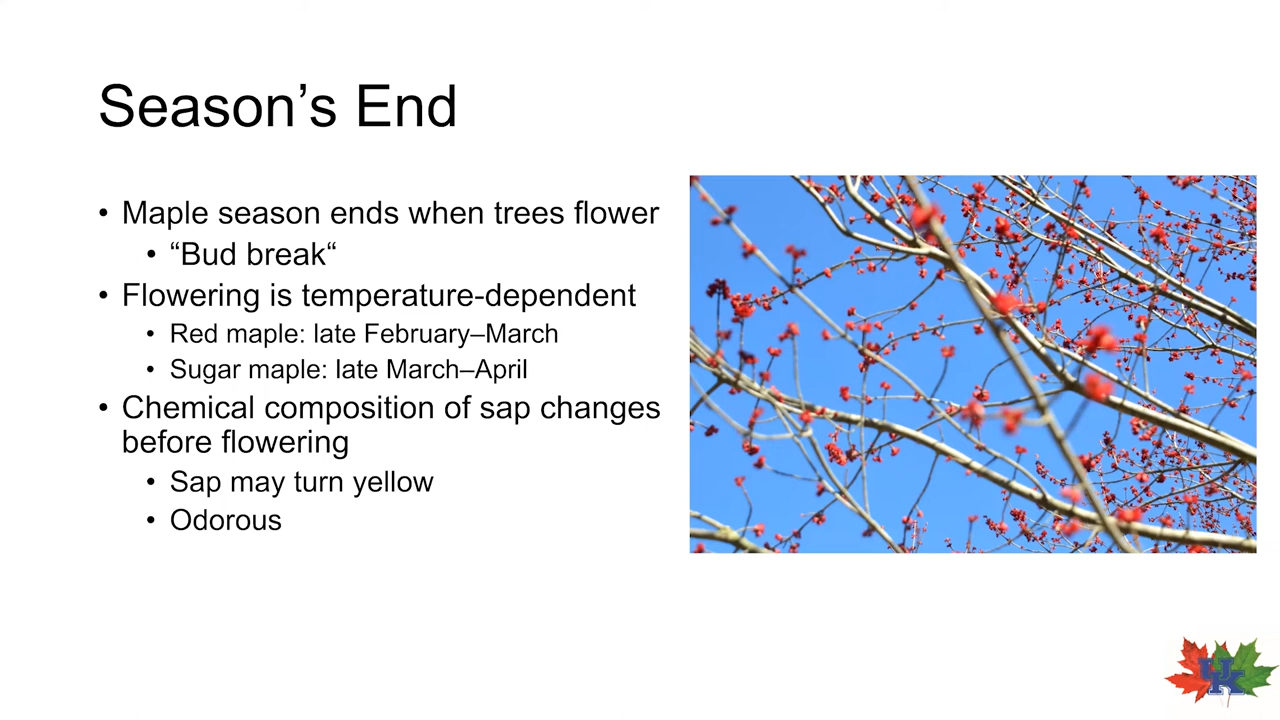 Season’s End
• Maple season ends when trees flower
• “Bud break“
• Flowering is temperature-dependent
• Red maple: late February–March
• Sugar maple: late March–April
• Chemical composition of sap changes
before flowering
• Sap may turn yellow
• Odorous
UK